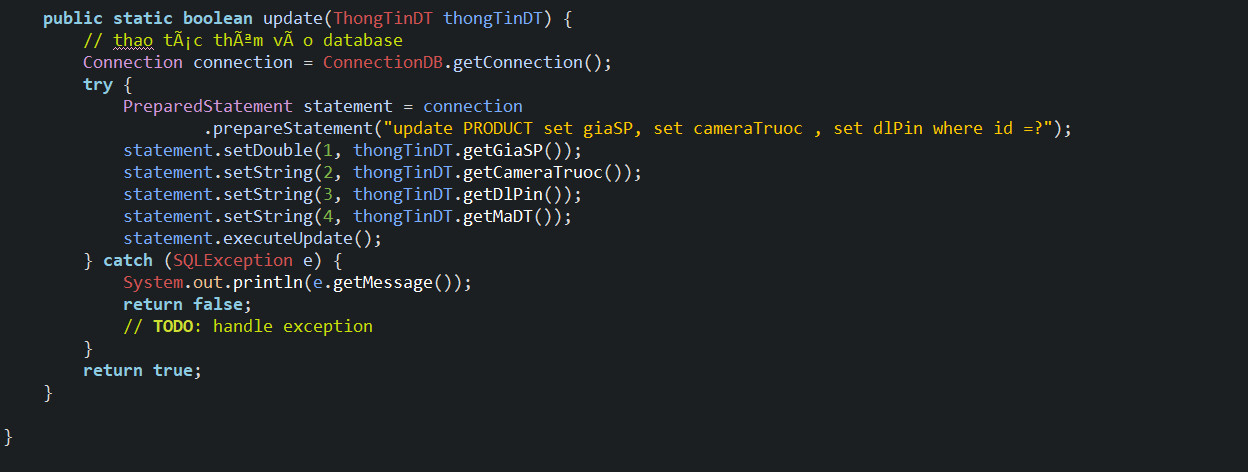 public static boolean update(ThongTinDT thongTinDT) {
// thao tÃ¡c thÃªm vÃ o database
Connection connection = ConnectionDB.getConnection();
try {
PreparedStatement statement = connection
.prepareStatement("update PRODUCT set giaSP, set cameraTruoc , set dlPin where id =?");
statement.setDouble(1, thongTinDT.getGiaSP());
statement.setString(2, thongTinDT.getCameraTruoc());
statement.setString(3, thongTinDT.getDlPin());
statement.setString(4, thongTinDT.getMaDT());
statement.executeUpdate();
} catch (SQLException e) {
System.out.println(e.getMessage());
return false;
// TODO: handle exception
}
return true;
}
}